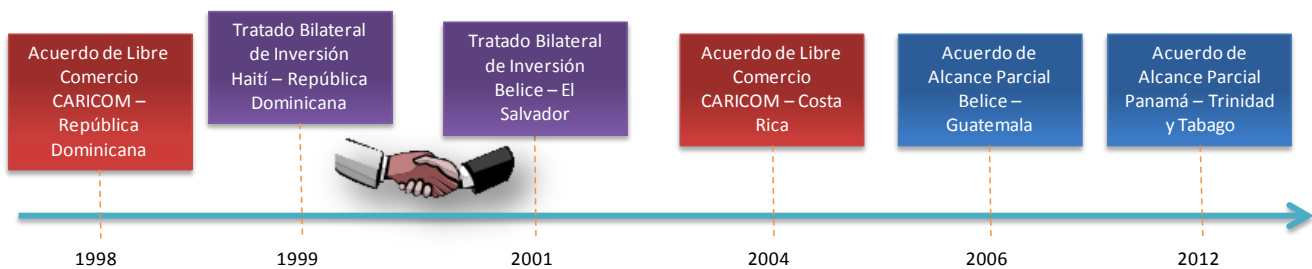 Acuerdo de Libre
Comercio
CARICOM –
República
Dominicana
Tratado Bilateral
de Inversión
Haití – República
Dominicana
Tratado Bilateral
de Inversión
Belice – El
Salvador
Acuerdo de Libre
Comercio
CARICOM – Costa
Rica
Acuerdo de
Alcance Parcial
Belice –
Guatemala
Acuerdo de
Alcance Parcial
Panamá – Trinidad
y Tabago
1998
1999
2001
2004
2006
2012